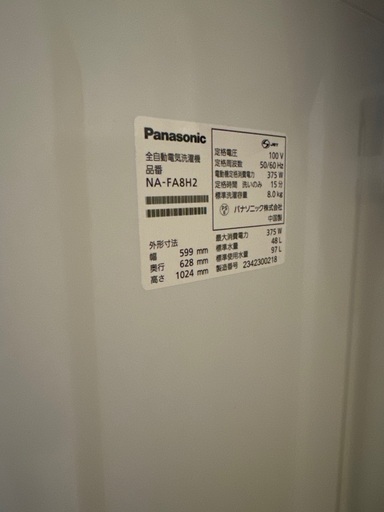 Panasonic
全自動電気洗濯機
品番
NA-FA8H2
外形寸法
幅 599 mm
奥行 628 mm
高さ 1024 mm
JET
定格電圧 100 V
定格周波数 50/60 Hz
電動機定格消費電力 375 W
定格時間 洗いのみ 15 分
標準洗濯容量 8.0 kg
パナソニック株式会社
中国製
最大消費電力 375 W
標準水量 48 L
標準使用水量 97 L
製造番号 2342300218